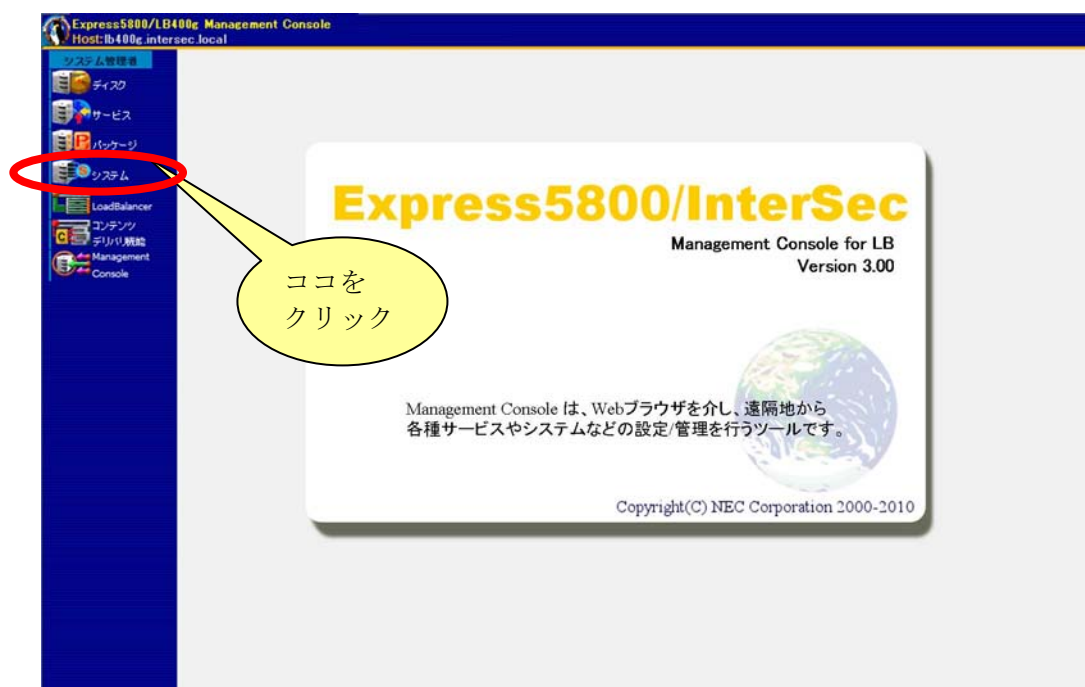 Express5800/LB400g Management Console
Host:lb400g.intersec.local
システム管理者
ディスク
サービス
パッケージ
システム
LoadBalancer
コンテンツ
デリバリ機能
Management
Console
ココを
クリック
Express5800/InterSec
Management Console for LB
Version 3.00
Management Console は、Webブラウザを介し、遠隔地から
各種サービスやシステムなどの設定/管理を行うツールです。
Copyright(C) NEC Corporation 2000-2010